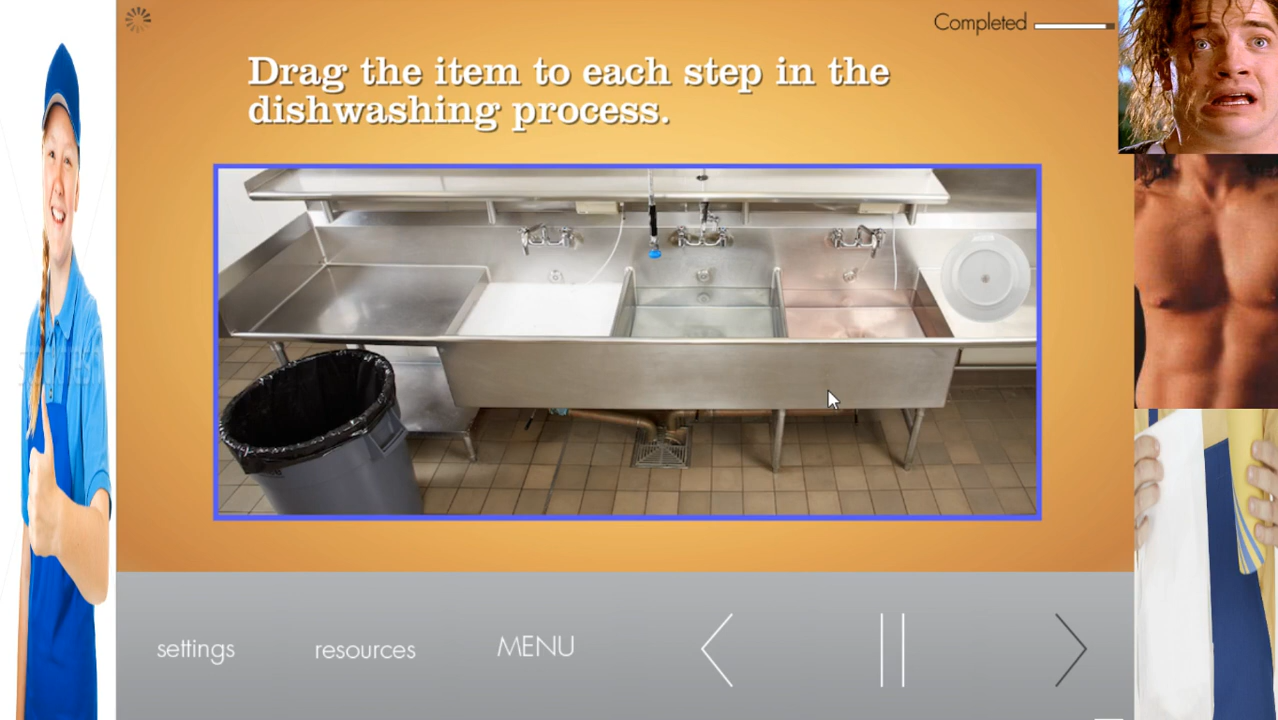 Completed
Drag the item to each step in the
dishwashing process.
settings
resources
MENU